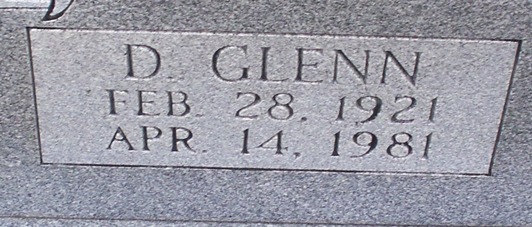 D. GLENN
FEB. 28, 1921
APR. 14, 1981